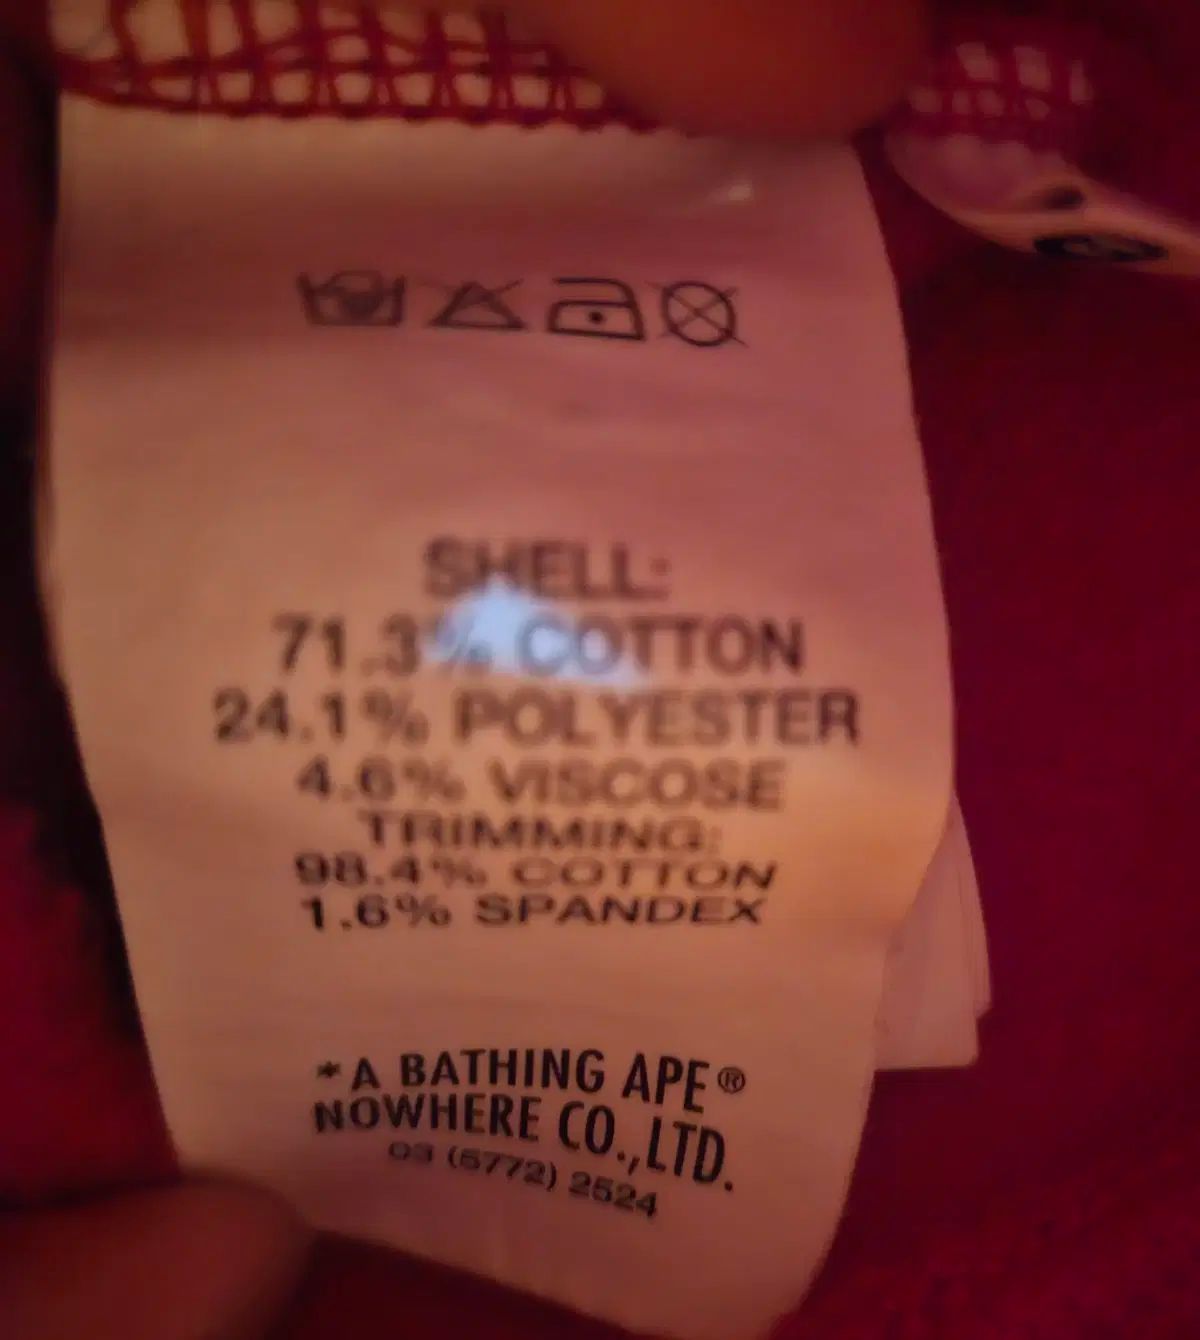 SHELL:
71.3% COTTON
24.1% POLYESTER
4.6% VISCOSE
TRIMMING:
98.4% COTTON
1.6% SPANDEX
*A BATHING APE®
NOWHERE CO.,LTD.
03 (5772) 2524